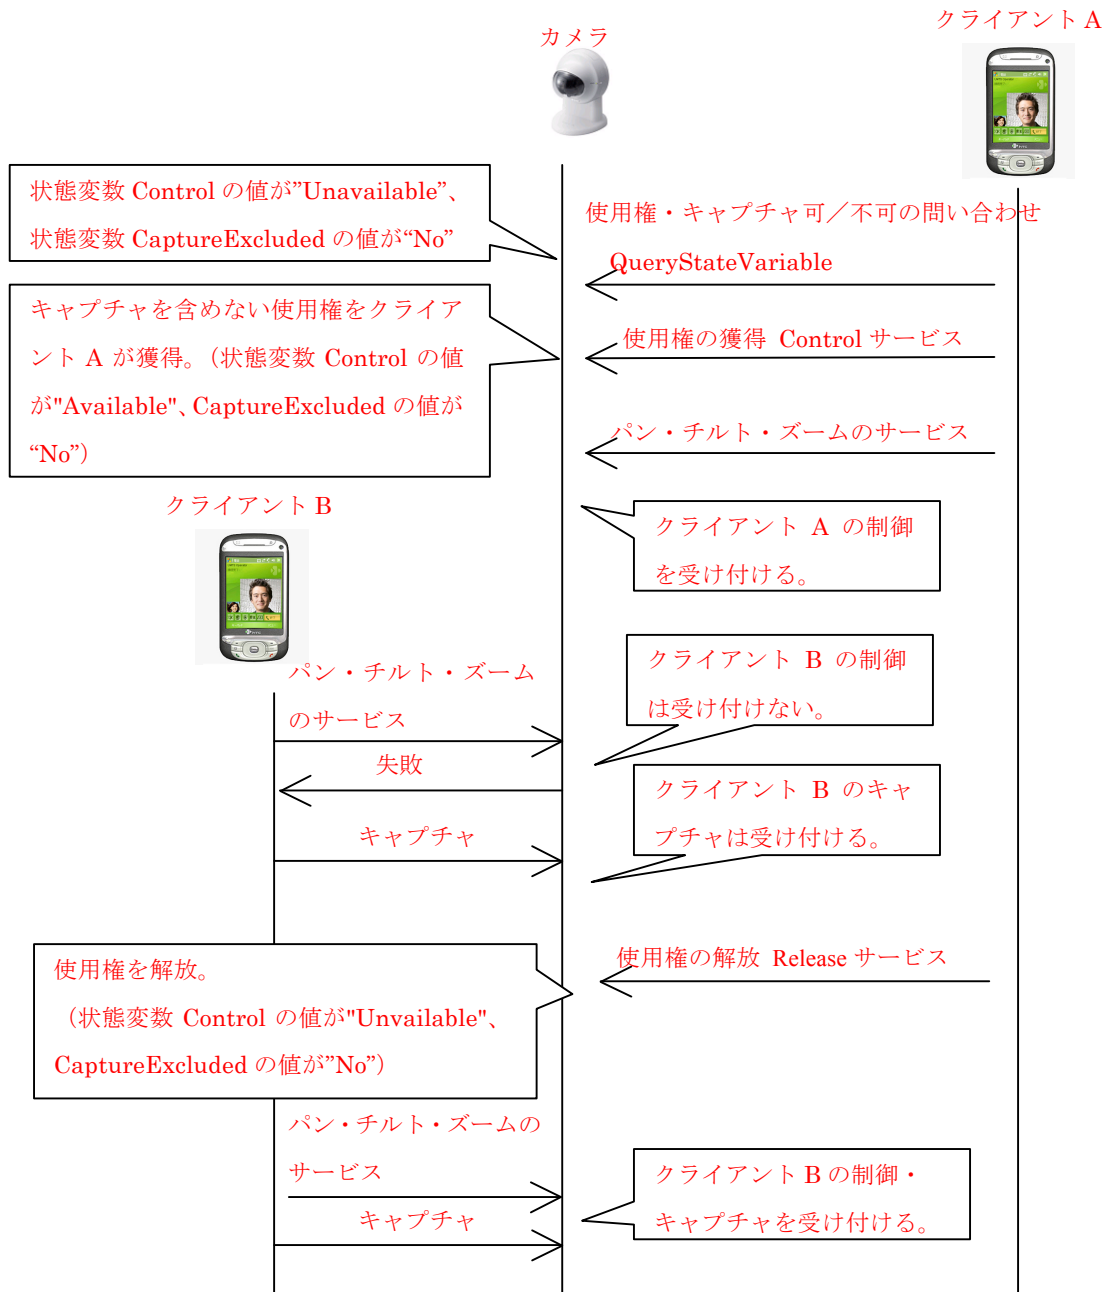 クライアント A
カメラ
状態変数 Control の値が”Unavailable”、
状態変数 CaptureExcluded の値が“No”
使用権・キャプチャ可／不可の問い合わせ
QueryStateVariable
キャプチャを含めない使用権をクライア
ント A が獲得。（状態変数 Control の値
が"Available"、CaptureExcluded の値が
“No”）
使用権の獲得 Control サービス
パン・チルト・ズームのサービス
クライアント B
クライアント A の制御
を受け付ける。
パン・チルト・ズーム
のサービス
クライアント B の制御
は受け付けない。
失敗
クライアント B のキャ
プチャは受け付ける。
キャプチャ
使用権の解放 Release サービス
使用権を解放。
（状態変数 Control の値が"Unvailable"、
CaptureExcluded の値が”No”）
パン・チルト・ズームの
サービス
クライアント B の制御・
キャプチャを受け付ける。
キャプチャ